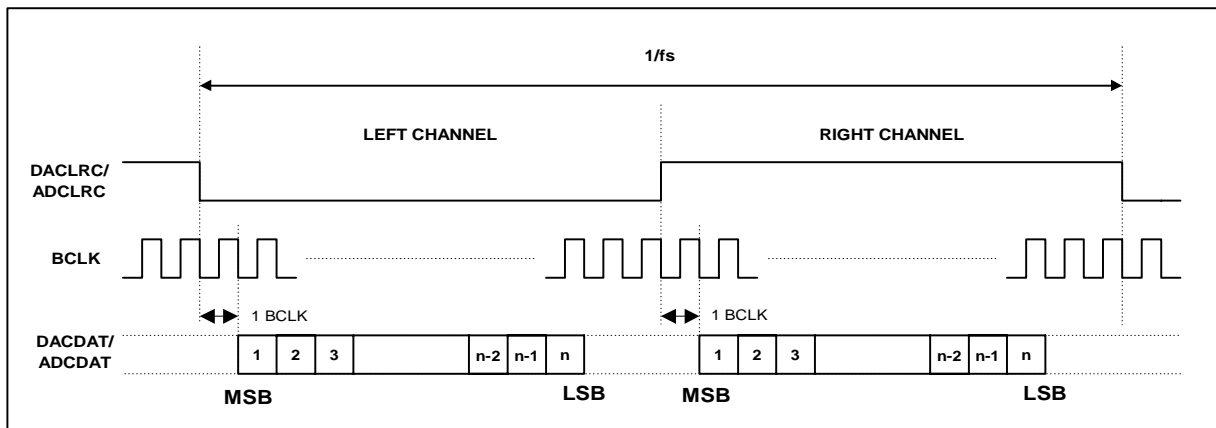 1/fs
LEFT CHANNEL
RIGHT CHANNEL
DACLRC/
ADCLRC
BCLK
1 BCLK
1 BCLK
DACDAT/
ADCDAT
1 2 3 n-2 n-1 n
1 2 3 n-2 n-1 n
MSB
LSB
MSB
LSB